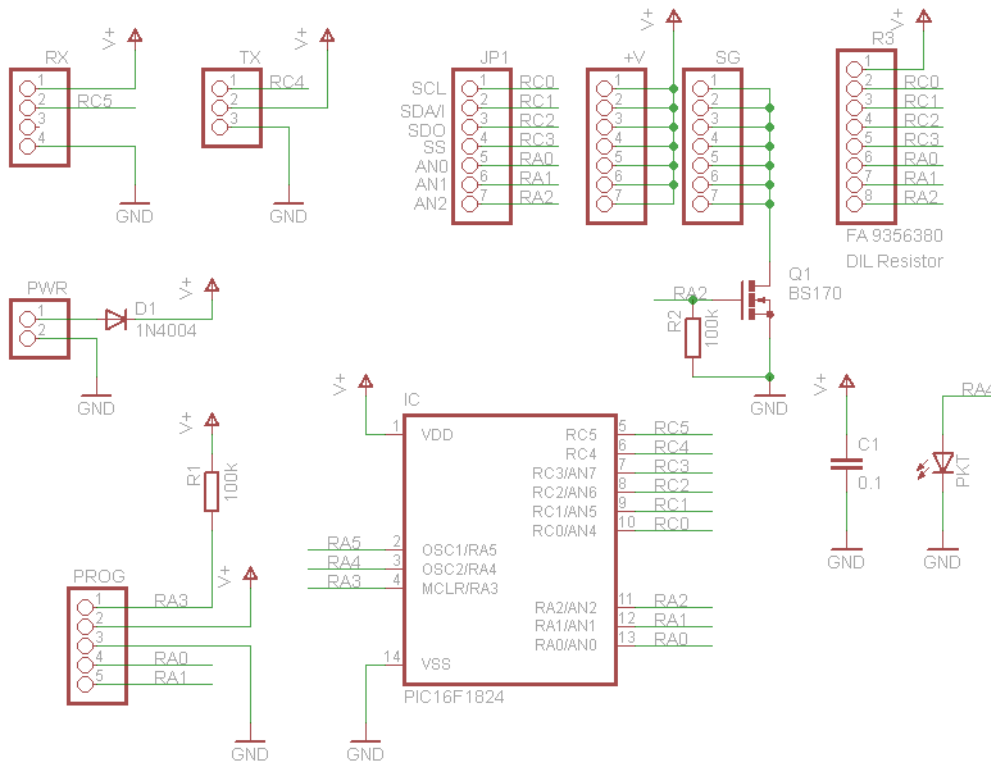 V+
V+
V+
V+
RX
1
2
3
4
RC5
GND
TX
1
2
3
RC4
GND
JP1
SCL 1 RC0
SDA/I 2 RC1
SDO 3 RC2
SS 4 RC3
AN0 5 RA0
AN1 6 RA1
AN2 7 RA2
+V
1
2
3
4
5
6
7
SG
1
2
3
4
5
6
7
R3
1
2 RC0
3 RC1
4 RC2
5 RC3
6 RA0
7 RA1
8 RA2
FA 9356380
DIL Resistor
PWR
1
2
D1
1N4004
V+
GND
RA2
R2
100k
Q1
BS170
GND
V+
R1
100k
V+
PROG
1 RA3
2
3
4 RA0
5 RA1
GND
V+
IC
1 VDD
RA5 2 OSC1/RA5
RA4 3 OSC2/RA4
RA3 4 MCLR/RA3
14 VSS
RC5 5 RC5
RC4 6 RC4
RC3/AN7 7 RC3
RC2/AN6 8 RC2
RC1/AN5 9 RC1
RC0/AN4 10 RC0
RA2/AN2 11 RA2
RA1/AN1 12 RA1
RA0/AN0 13 RA0
PIC16F1824
GND
V+
C1
0.1
GND
RA4
PKT
GND